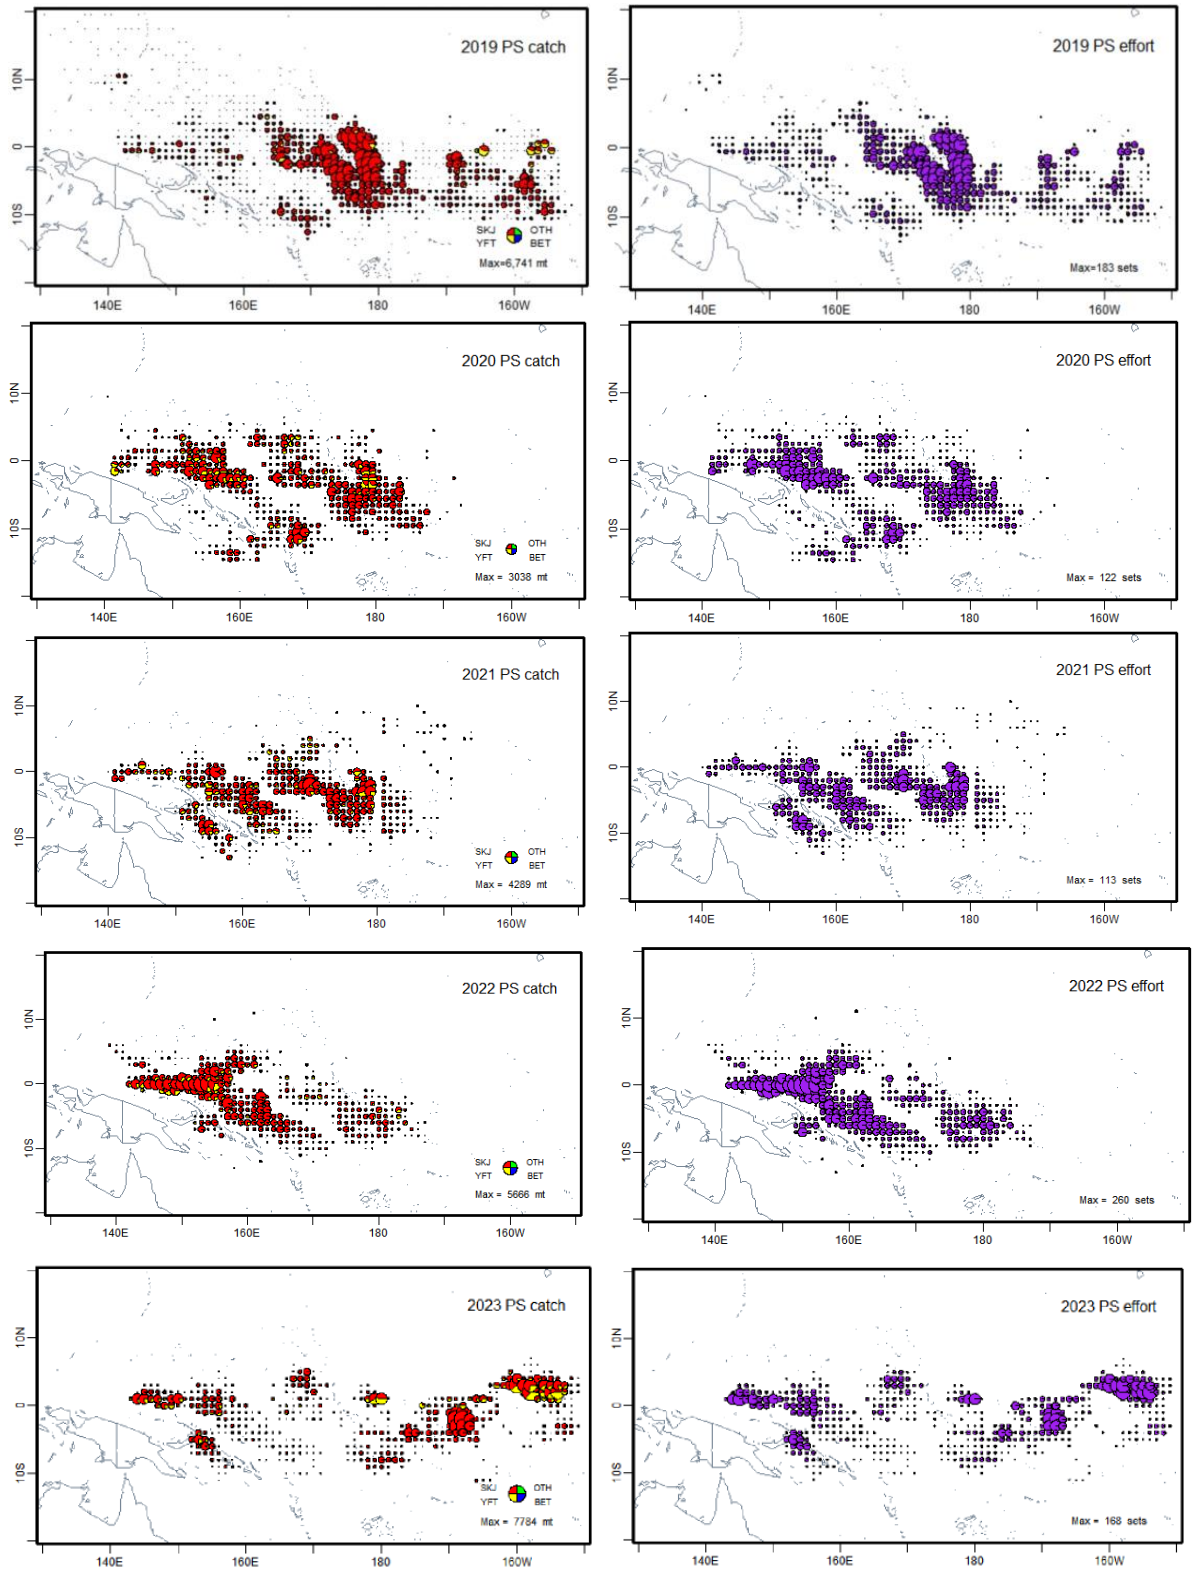 2019 PS catch
10N
0
10S
SKJ OTH
YFT BET
Max=6,741 mt
140E 160E 180 160W
2019 PS effort
10N
0
10S
Max=183 sets
140E 160E 180 160W
2020 PS catch
10N
0
10S
SKJ OTH
YFT BET
Max = 3038 mt
140E 160E 180 160W
2020 PS effort
10N
0
10S
Max = 122 sets
140E 160E 180 160W
2021 PS catch
10N
0
10S
SKJ OTH
YFT BET
Max = 4289 mt
140E 160E 180 160W
2021 PS effort
10N
0
10S
Max = 113 sets
140E 160E 180 160W
2022 PS catch
10N
0
10S
SKJ OTH
YFT BET
Max = 5666 mt
140E 160E 180 160W
2022 PS effort
10N
0
10S
Max = 260 sets
140E 160E 180 160W
2023 PS catch
10N
0
10S
SKJ OTH
YFT BET
Max = 7784 mt
140E 160E 180 160W
2023 PS effort
10N
0
10S
Max = 168 sets
140E 160E 180 160W